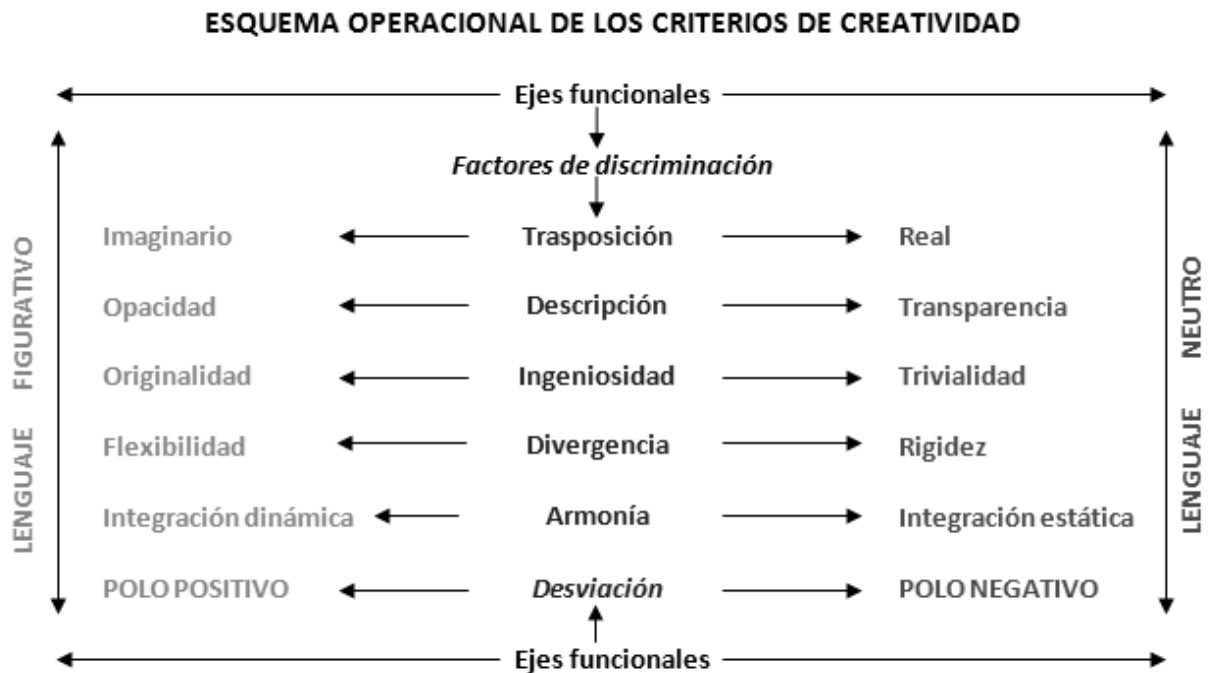 ESQUEMA OPERACIONAL DE LOS CRITERIOS DE CREATIVIDAD
Ejes funcionales
Factores de discriminación
Imaginario Trasposición Real
Opacidad Descripción Transparencia
Originalidad Ingeniosidad Trivialidad
Flexibilidad Divergencia Rigidez
Integración dinámica Armonía Integración estática
POLO POSITIVO Desviación POLO NEGATIVO
Ejes funcionales
LENGUAJE FIGURATIVO
LENGUAJE NEUTRO